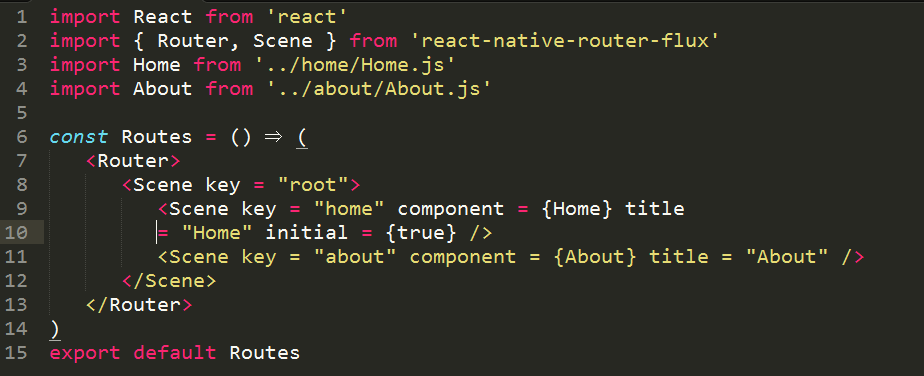 1 import React from 'react'
2 import { Router, Scene } from 'react-native-router-flux'
3 import Home from '../home/Home.js'
4 import About from '../about/About.js'
5
6 const Routes = () => (
7    <Router>
8       <Scene key = "root">
9          <Scene key = "home" component = {Home} title
10          = "Home" initial = {true} />
11          <Scene key = "about" component = {About} title = "About" />
12       </Scene>
13    </Router>
14 )
15 export default Routes